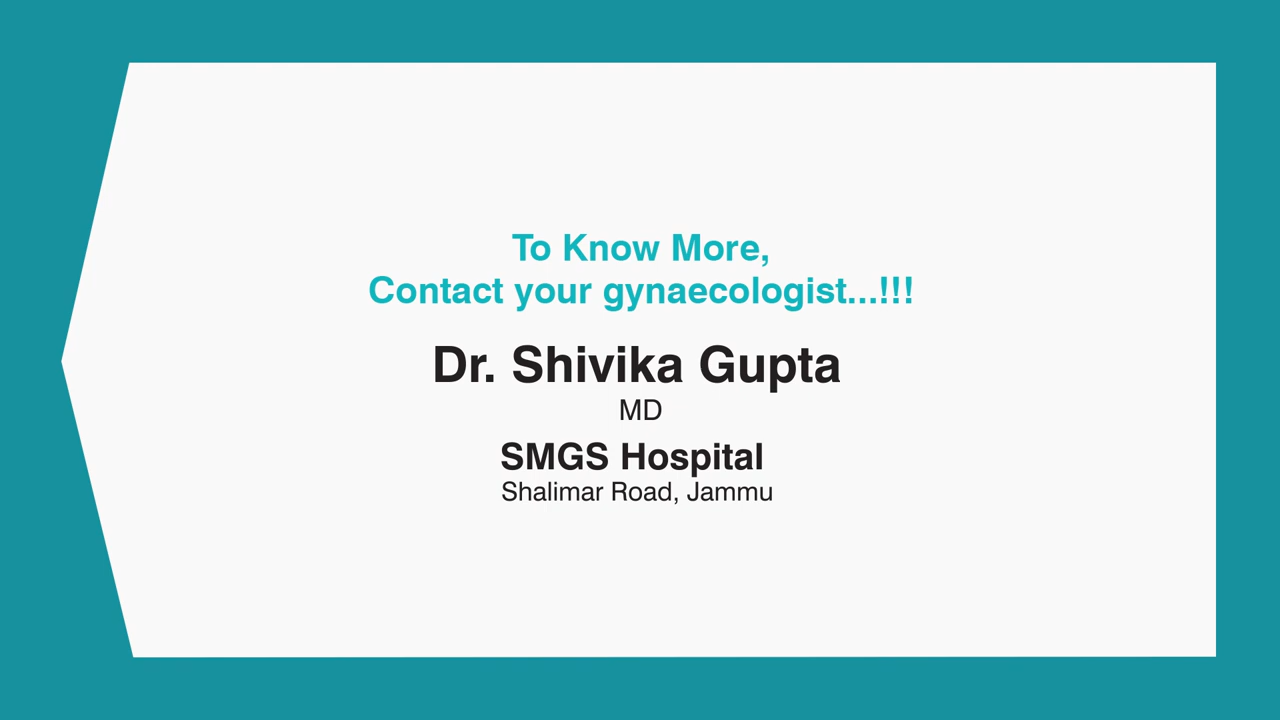 To Know More,
Contact your gynaecologist...!!!
Dr. Shivika Gupta
MD
SMGS Hospital
Shalimar Road, Jammu